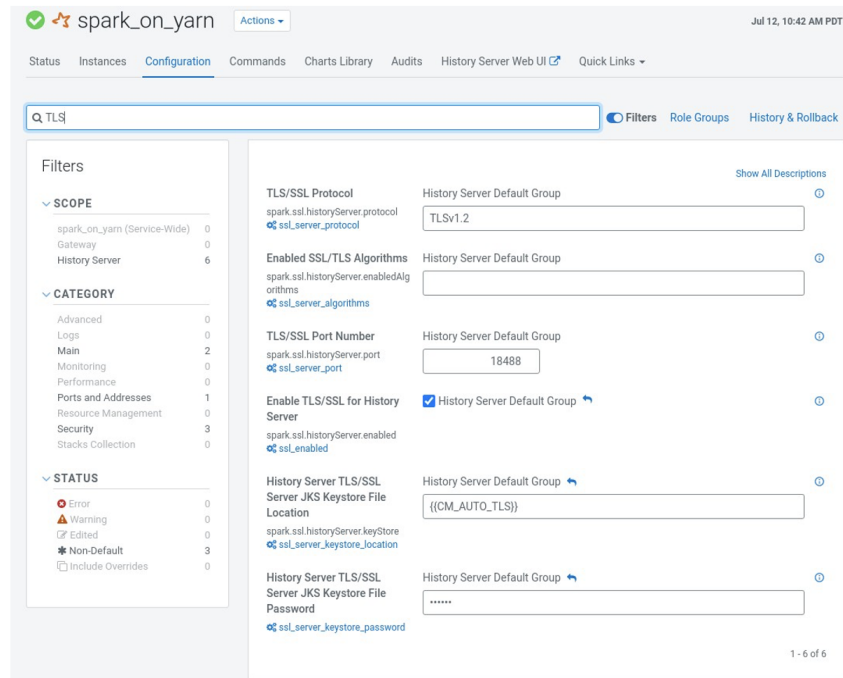 spark_on_yarn
Actions
Jul 12, 10:42 AM PDT
Status Instances Configuration Commands Charts Library Audits History Server Web UI Quick Links
TLS
Filters Role Groups History & Rollback
Filters
SCOPE
spark_on_yarn (Service-Wide) 0
Gateway 0
History Server 6
CATEGORY
Advanced 0
Logs 0
Main 2
Monitoring 0
Performance 0
Ports and Addresses 1
Resource Management 0
Security 3
Stacks Collection 0
STATUS
Error 0
Warning 0
Edited 0
Non-Default 3
Include Overrides 0
Show All Descriptions
TLS/SSL Protocol
spark.ssl.historyServer.protocol
ssl_server_protocol
History Server Default Group
TLSv1.2
Enabled SSL/TLS Algorithms
spark.ssl.historyServer.enabledAlg
orithms
ssl_server_algorithms
History Server Default Group
TLS/SSL Port Number
spark.ssl.historyServer.port
ssl_server_port
History Server Default Group
18488
Enable TLS/SSL for History
Server
spark.ssl.historyServer.enabled
ssl_enabled
History Server Default Group
History Server TLS/SSL
Server JKS Keystore File
Location
spark.ssl.historyServer.keyStore
ssl_server_keystore_location
History Server Default Group
{{CM_AUTO_TLS}}
History Server TLS/SSL
Server JKS Keystore File
Password
ssl_server_keystore_password
History Server Default Group
••••••
1 - 6 of 6